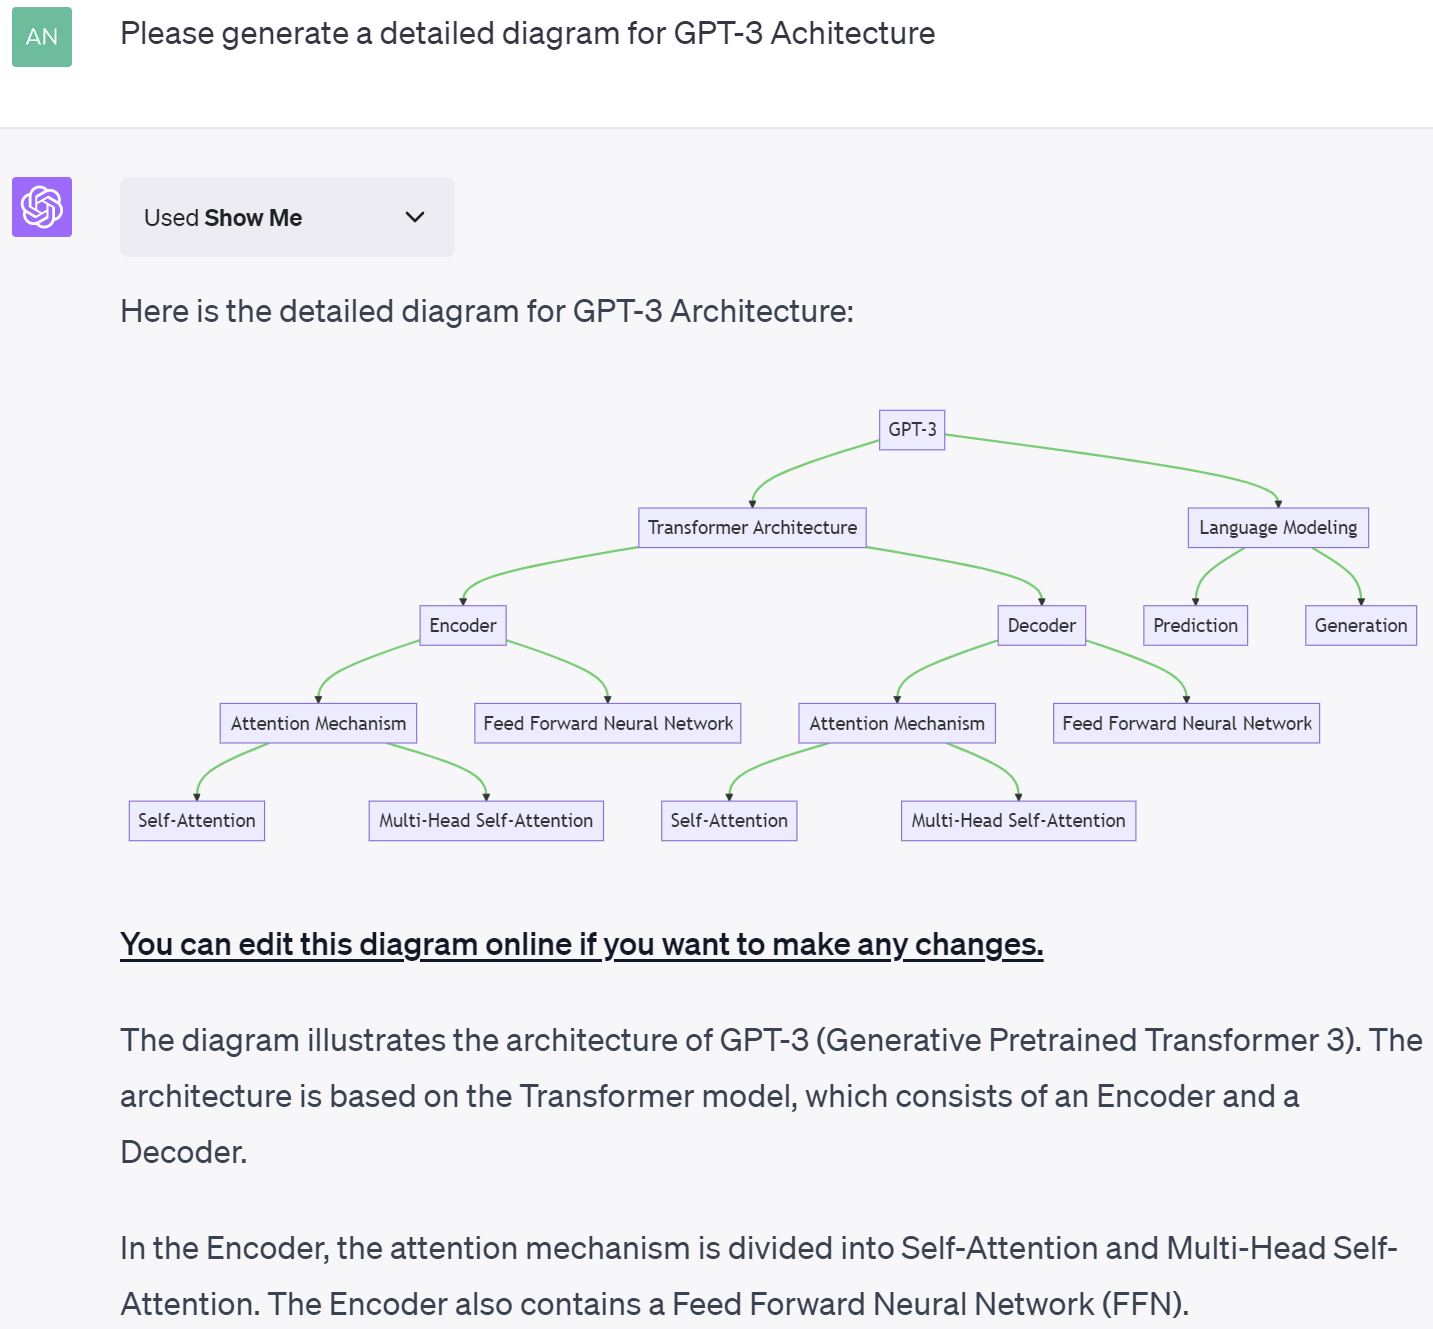 AN
Please generate a detailed diagram for GPT-3 Achitecture
Used Show Me
Here is the detailed diagram for GPT-3 Architecture:
GPT-3
Transformer Architecture
Language Modeling
Encoder
Decoder
Prediction
Generation
Attention Mechanism
Feed Forward Neural Network
Attention Mechanism
Feed Forward Neural Network
Self-Attention
Multi-Head Self-Attention
Self-Attention
Multi-Head Self-Attention
You can edit this diagram online if you want to make any changes.
The diagram illustrates the architecture of GPT-3 (Generative Pretrained Transformer 3). The
architecture is based on the Transformer model, which consists of an Encoder and a
Decoder.
In the Encoder, the attention mechanism is divided into Self-Attention and Multi-Head Self-
Attention. The Encoder also contains a Feed Forward Neural Network (FFN).